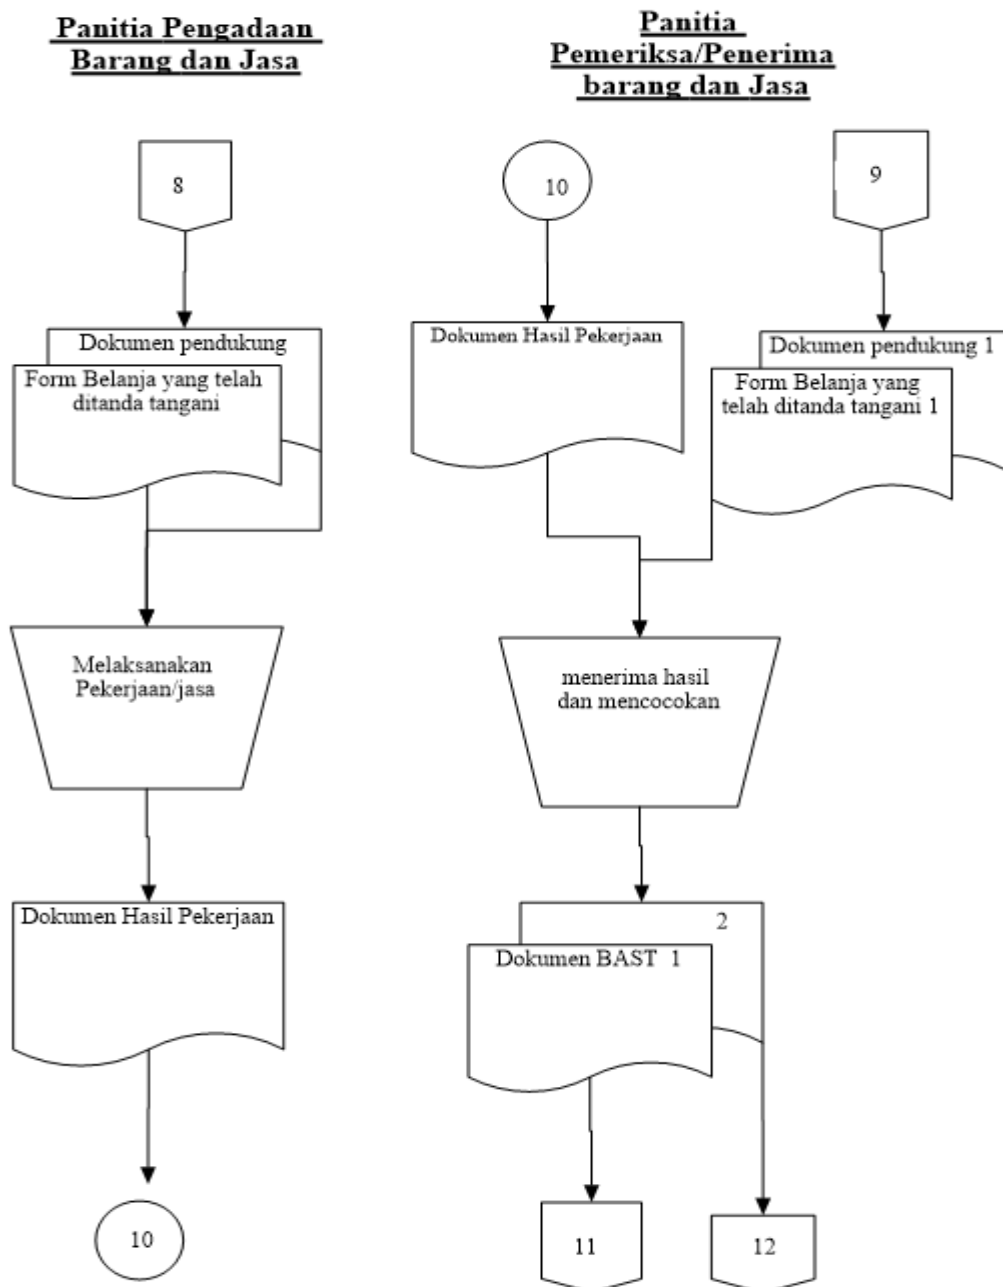 Panitia Pengadaan
Barang dan Jasa
8
Dokumen pendukung
Form Belanja yang telah
ditanda tangani
Melaksanakan
Pekerjaan/jasa
Dokumen Hasil Pekerjaan
10
Panitia
Pemeriksa/Penerima
barang dan Jasa
10
9
Dokumen Hasil Pekerjaan
Dokumen pendukung 1
Form Belanja yang
telah ditanda tangani 1
menerima hasil
dan mencocokan
2
Dokumen BAST 1
11
12